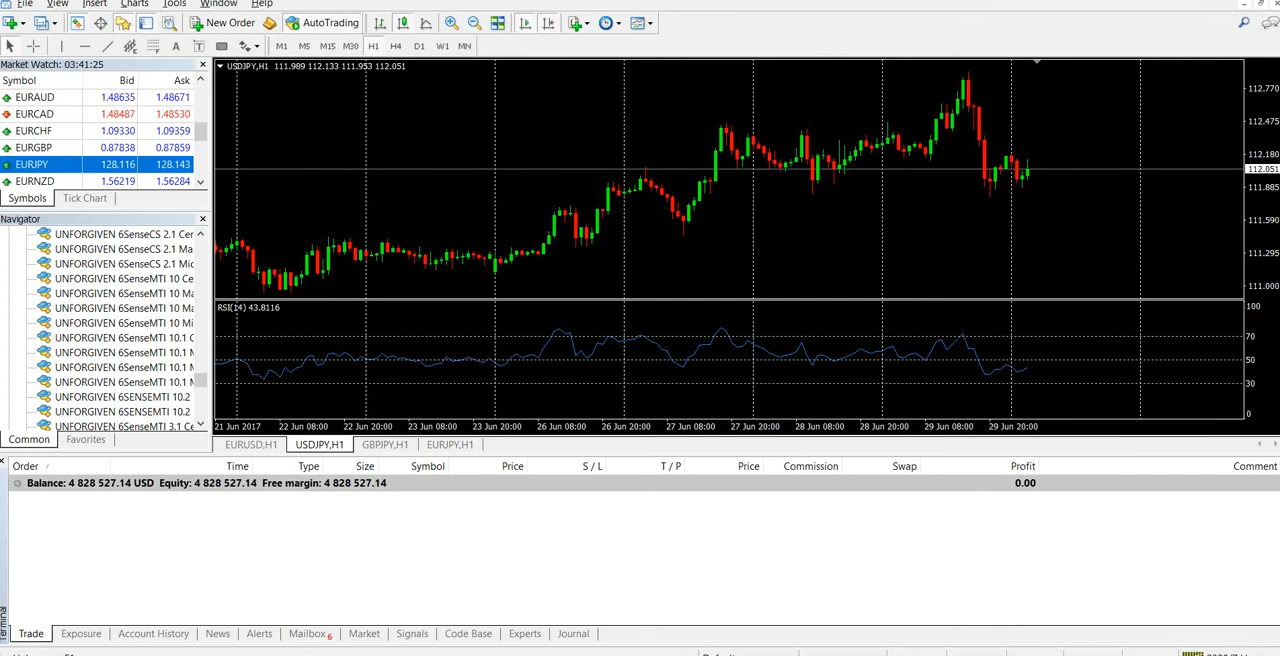 File View Insert Charts Tools Window Help
New Order AutoTrading
A T M1 M5 M15 M30 H1 H4 D1 W1 MN
Market Watch: 03:41:25
Symbol Bid Ask
EURAUD 1.48635 1.48671
EURCAD 1.48487 1.48530
EURCHF 1.09330 1.09359
EURGBP 0.87838 0.87859
EURJPY 128.116 128.143
EURNZD 1.56219 1.56284
Symbols Tick Chart
Navigator
UNFORGIVEN 6SenseCS 2.1 Cer
UNFORGIVEN 6SenseCS 2.1 Ma
UNFORGIVEN 6SenseCS 2.1 Mic
UNFORGIVEN 6SenseMTI 10 Ce
UNFORGIVEN 6SenseMTI 10 Ma
UNFORGIVEN 6SenseMTI 10 Mi
UNFORGIVEN 6SenseMTI 10.1 C
UNFORGIVEN 6SenseMTI 10.1 M
UNFORGIVEN 6SenseMTI 10.1 M
UNFORGIVEN 6SenseMTI 10.1 M
UNFORGIVEN 6SENSEMTI 10.2
UNFORGIVEN 6SENSEMTI 10.2
UNFORGIVEN 6SENSEMTI 3.1 Ce
Common Favorites
USDJPY,H1 111.989 112.133 111.953 112.051
112.770
112.475
112.180
112.051
111.885
111.590
111.295
111.000
RSI(14) 43.8116
100
70
50
30
0
21 Jun 2017 22 Jun 08:00 22 Jun 20:00 23 Jun 08:00 23 Jun 20:00 26 Jun 08:00 26 Jun 20:00 27 Jun 08:00 27 Jun 20:00 28 Jun 08:00 28 Jun 20:00 29 Jun 08:00 29 Jun 20:00
EURUSD,H1 USDJPY,H1 GBPJPY,H1 EURJPY,H1
Order / Time Type Size Symbol Price S / L T / P Price Commission Swap Profit Comment
Balance: 4 828 527.14 USD Equity: 4 828 527.14 Free margin: 4 828 527.14 0.00
Terminal
Trade Exposure Account History News Alerts Mailbox 6 Market Signals Code Base Experts Journal